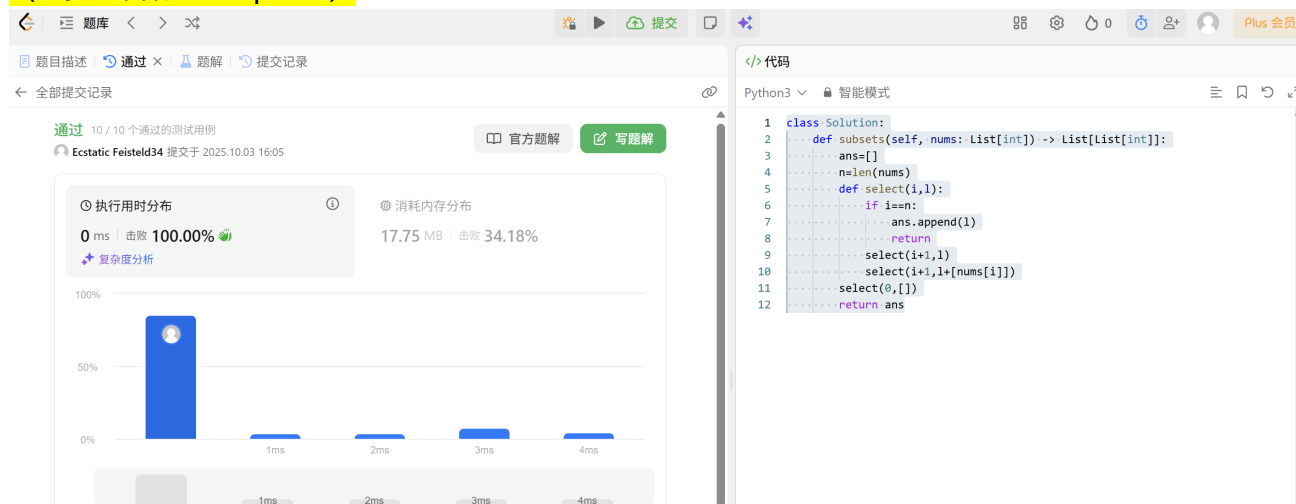 题库
提交
0
Plus 会员
题目描述
通过
题解
提交记录
</>代码
全部提交记录
Python3
智能模式
通过 10 / 10 个通过的测试用例
Ecstatic Feisteld34 提交于 2025.10.03 16:05
官方题解
写题解
执行用时分布
0 ms 击败 100.00%
复杂度分析
消耗内存分布
17.75 MB 击败 34.18%
100%
50%
0%
1ms 2ms 3ms 4ms
1ms 2ms 3ms 4ms
1 class Solution:
2 def subsets(self, nums: List[int]) -> List[List[int]]:
3 ans=[]
4 n=len(nums)
5 def select(i,l):
6 if i==n:
7 ans.append(l)
8 return
9 select(i+1,l)
10 select(i+1,l+[nums[i]])
11 select(0,[])
12 return ans